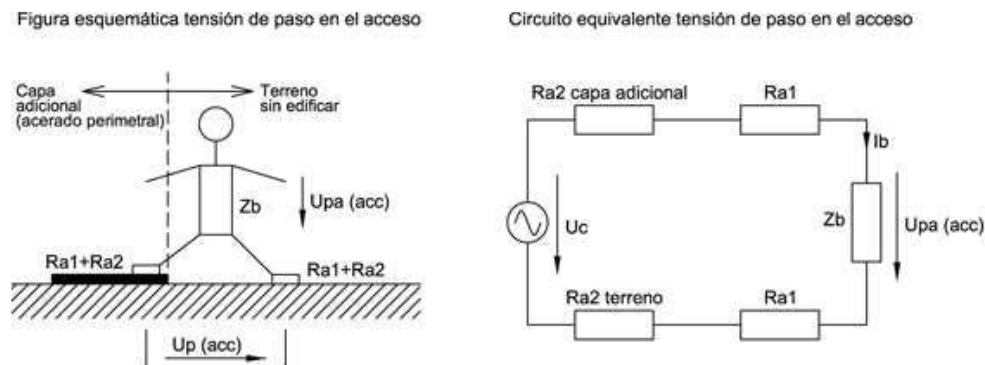 Figura esquemática tensión de paso en el acceso
Capa
adicional
(acerado perimetral)
Terreno
sin edificar
Zb
Upa (acc)
Ra1+Ra2
Ra1+Ra2
Up (acc)
Circuito equivalente tensión de paso en el acceso
Ra2 capa adicional
Ra1
Ib
Uc
Zb
Upa (acc)
Ra2 terreno
Ra1